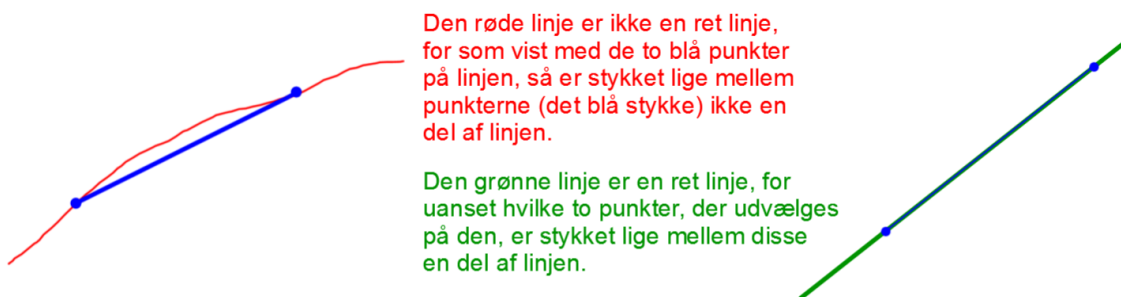 Den røde linje er ikke en ret linje,
for som vist med de to blå punkter
på linjen, så er stykket lige mellem
punkterne (det blå stykke) ikke en
del af linjen.
Den grønne linje er en ret linje, for
uanset hvilke to punkter, der udvælges
på den, er stykket lige mellem disse
en del af linjen.